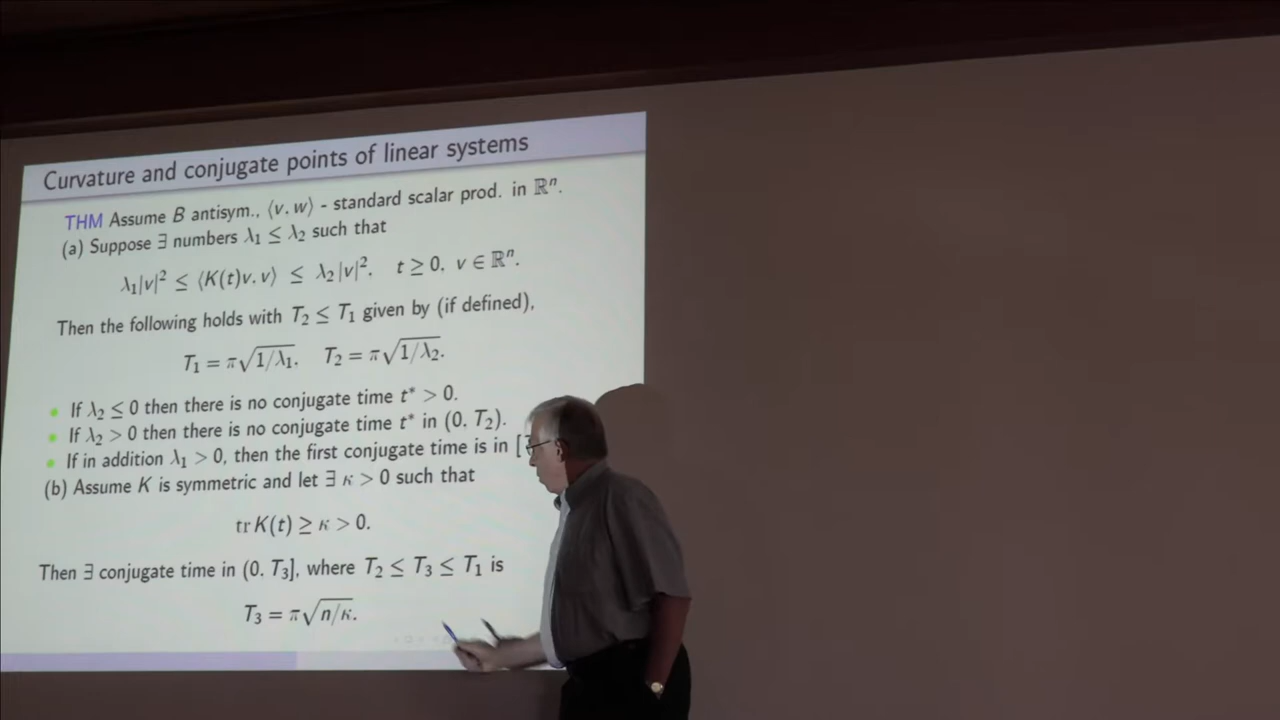 Curvature and conjugate points of linear systems
THM Assume B antisym., ⟨v, w⟩ - standard scalar prod. in ℝⁿ.
(a) Suppose ∃ numbers λ₁ ≤ λ₂ such that
λ₁|v|² ≤ ⟨K(t)v, v⟩ ≤ λ₂|v|², t ≥ 0, v ∈ ℝⁿ.
Then the following holds with T₂ ≤ T₁ given by (if defined),
T₁ = π√1/λ₁, T₂ = π√1/λ₂.
• If λ₂ ≤ 0 then there is no conjugate time t* > 0.
• If λ₂ > 0 then there is no conjugate time t* in (0, T₂).
• If in addition λ₁ > 0, then the first conjugate time is in [
(b) Assume K is symmetric and let ∃ κ > 0 such that
tr K(t) ≥ κ > 0.
Then ∃ conjugate time in (0, T₃], where T₂ ≤ T₃ ≤ T₁ is
T₃ = π√n/κ.